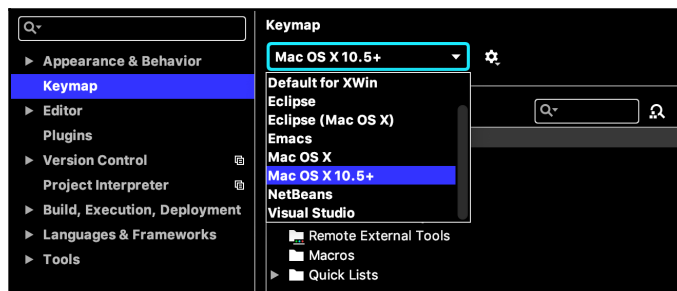 Keymap
Appearance & Behavior
Keymap
Editor
Plugins
Version Control
Project Interpreter
Build, Execution, Deployment
Languages & Frameworks
Tools
Mac OS X 10.5+
Default for XWin
Eclipse
Eclipse (Mac OS X)
Emacs
Mac OS X
Mac OS X 10.5+
NetBeans
Visual Studio
Remote External Tools
Macros
Quick Lists